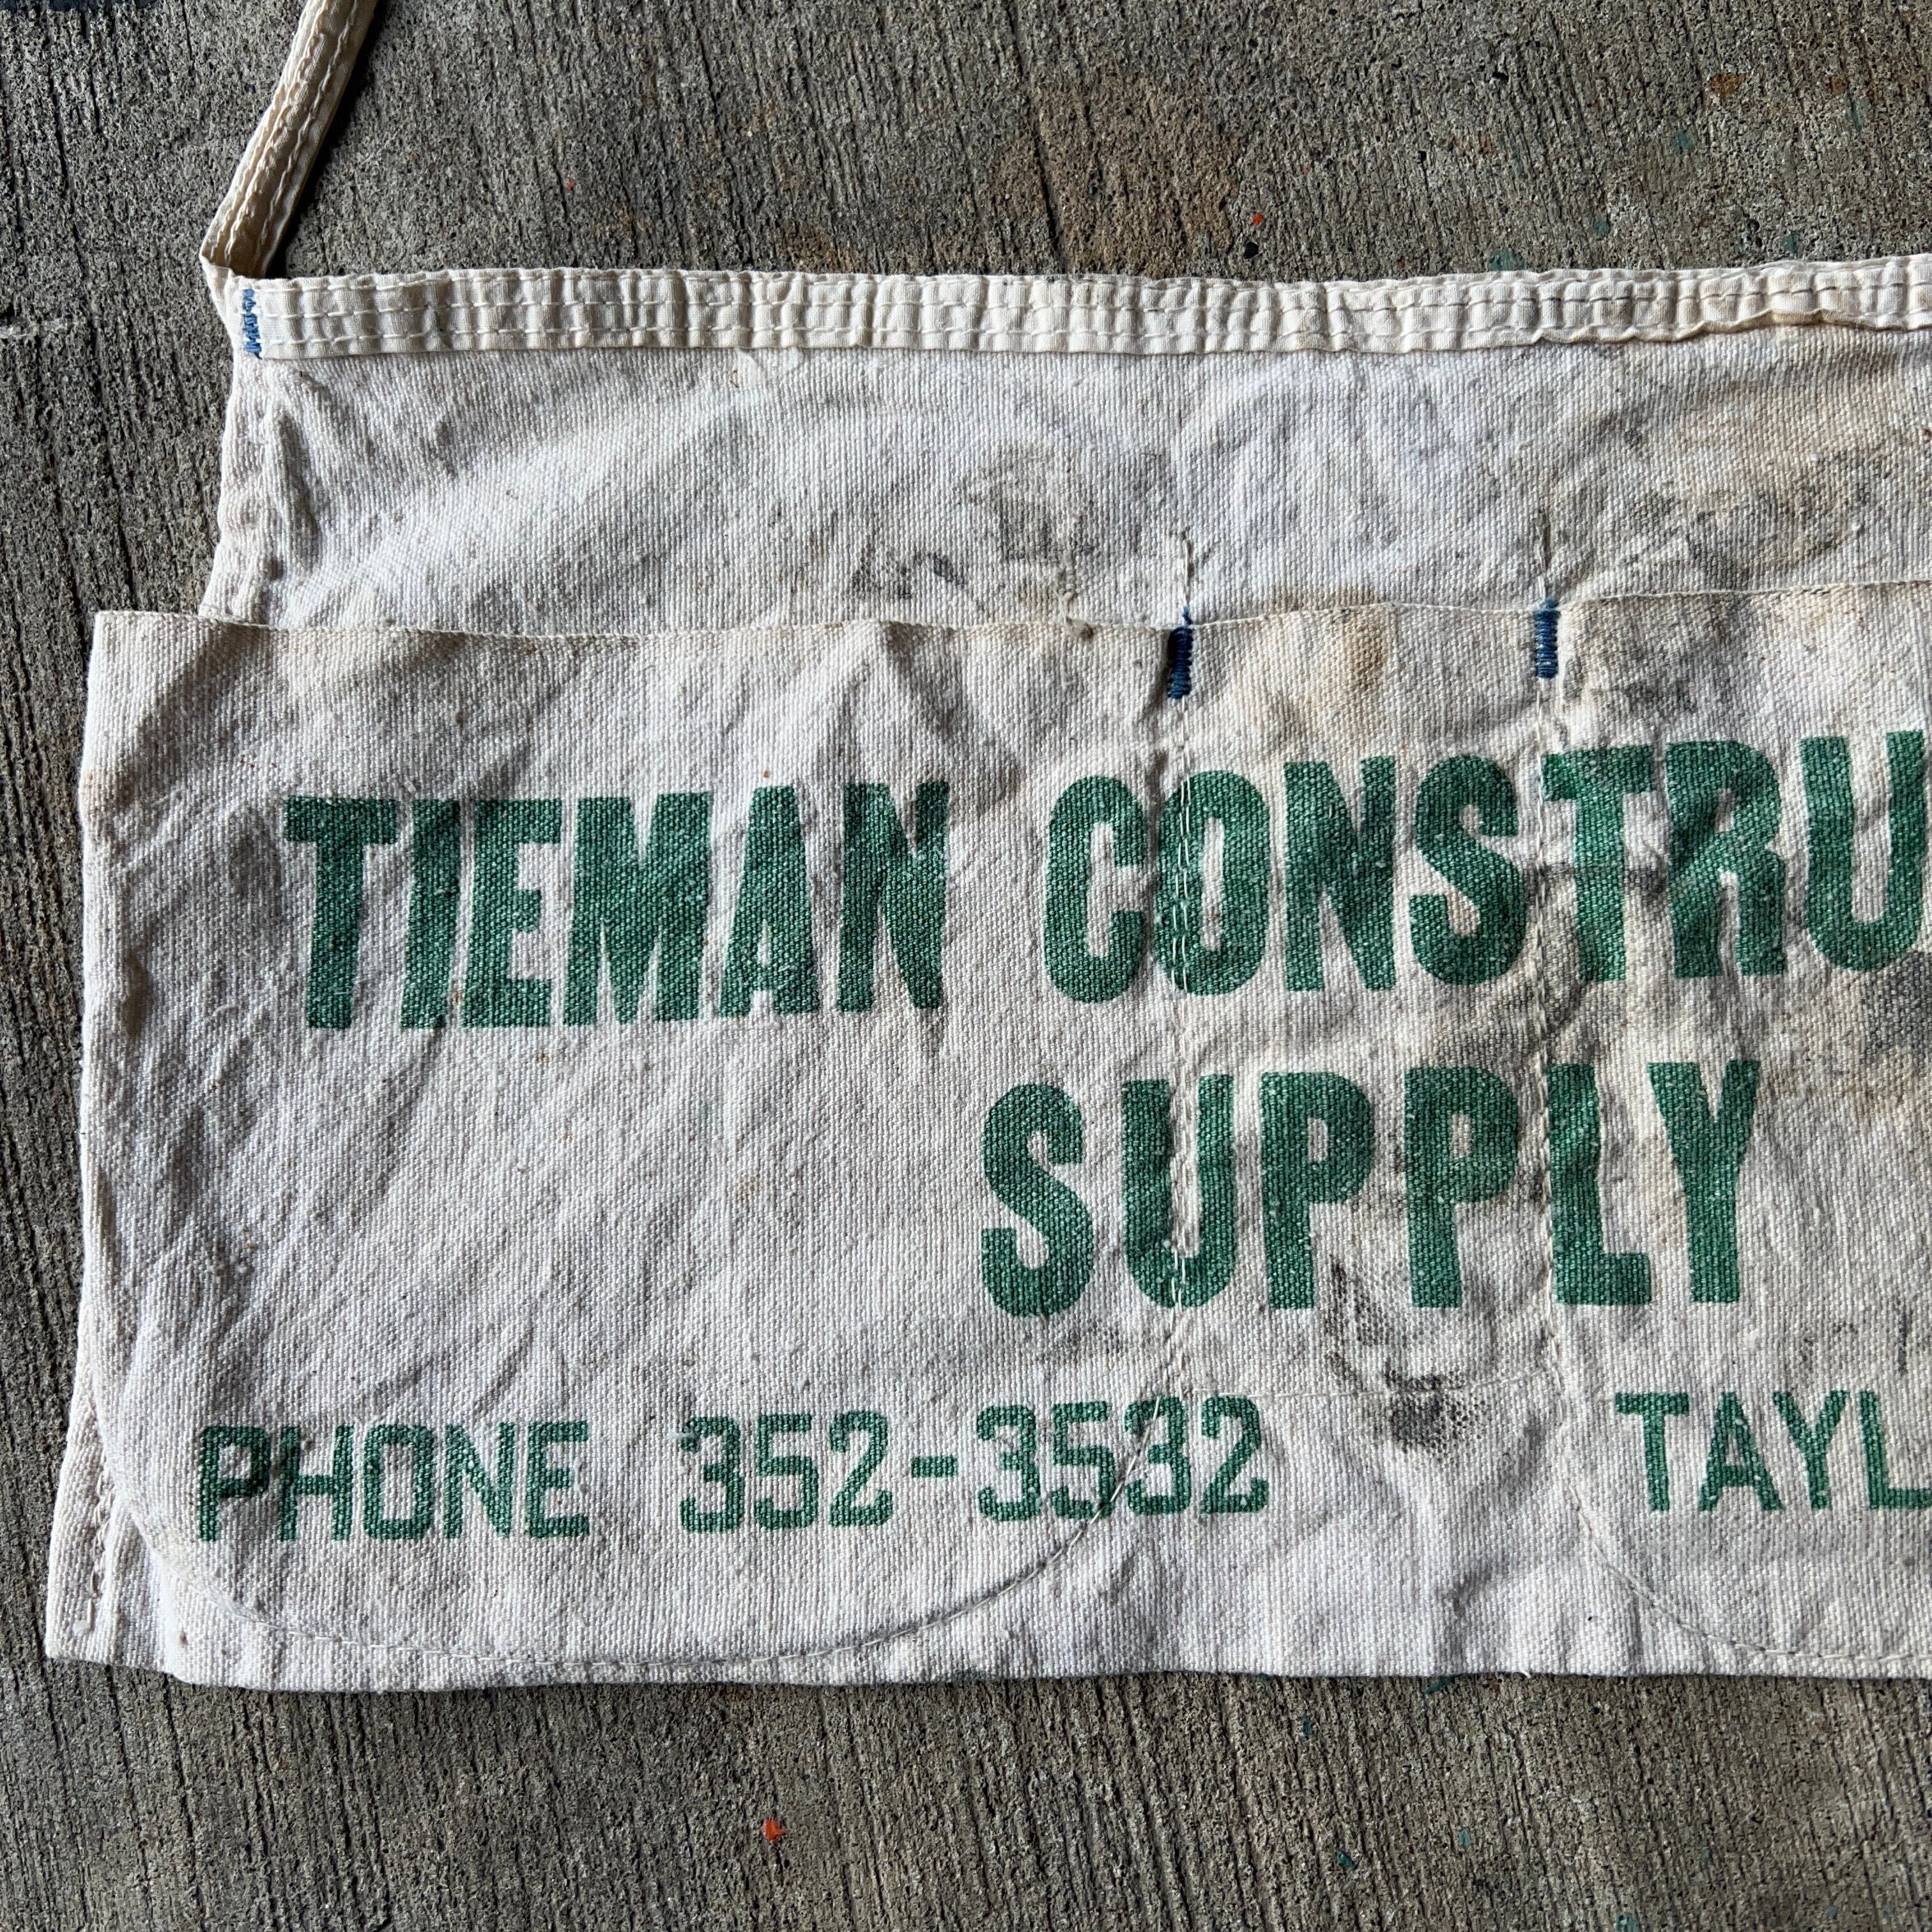 TIEMAN CONSTRU
SUPPLY
PHONE 352-3532 TAYL